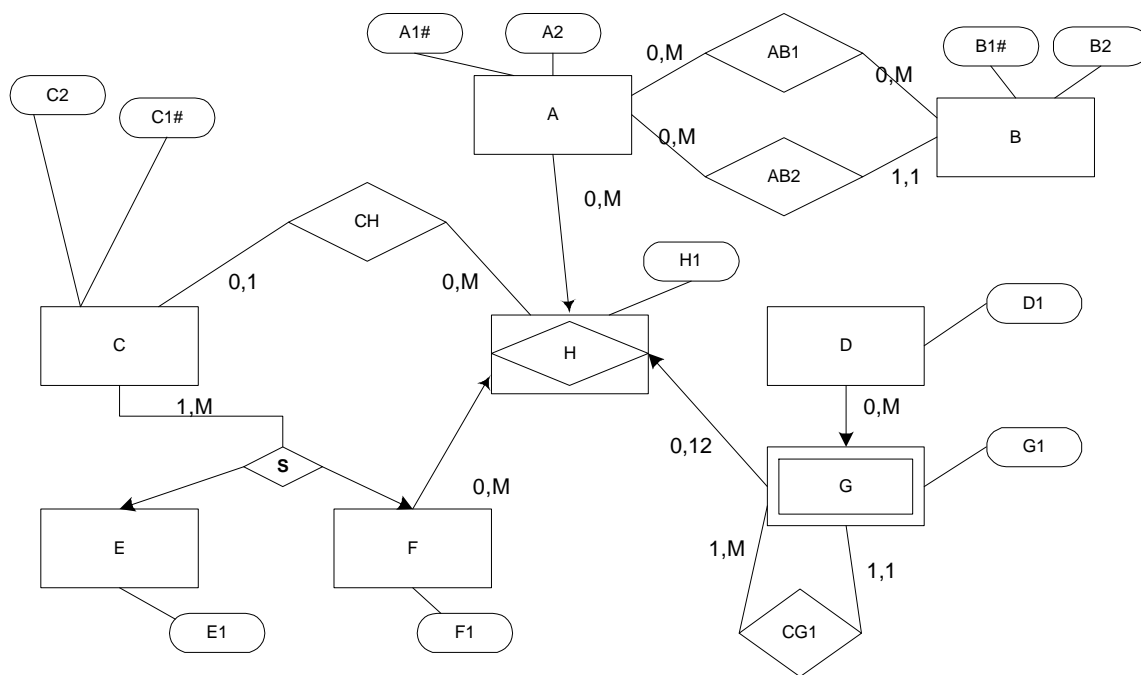 A1#
A2
B1#
B2
C2
C1#
0,M
AB1
0,M
A
B
0,M
AB2
1,1
0,M
CH
0,1
0,M
H1
D1
C
H
D
1,M
0,M
0,12
G1
S
G
0,M
E
F
1,M
1,1
E1
F1
CG1